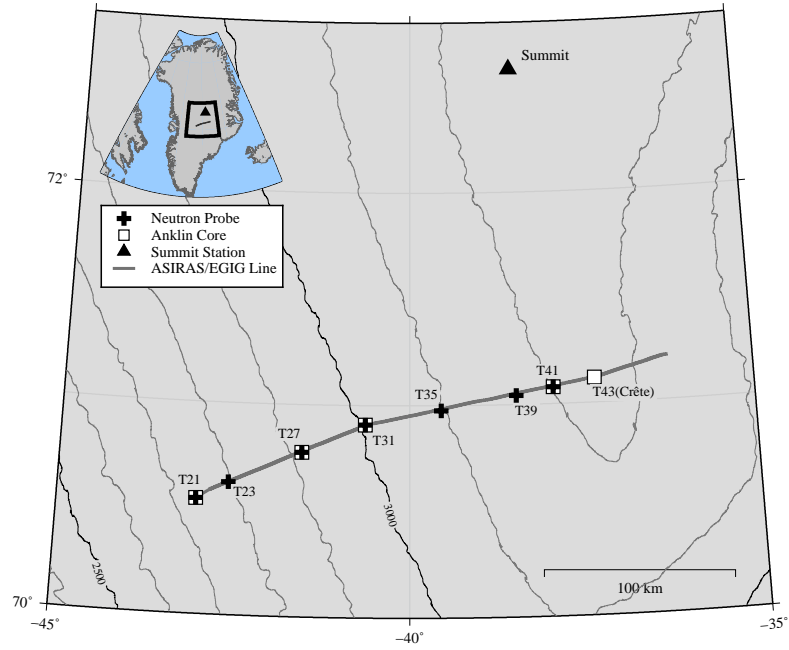 Summit
72°
Neutron Probe
Anklin Core
Summit Station
ASIRAS/EGIG Line
T41
T43(Crête)
T35
T39
T27
T31
T21
T23
3000
2500
100 km
70°
−45°
−40°
−35°